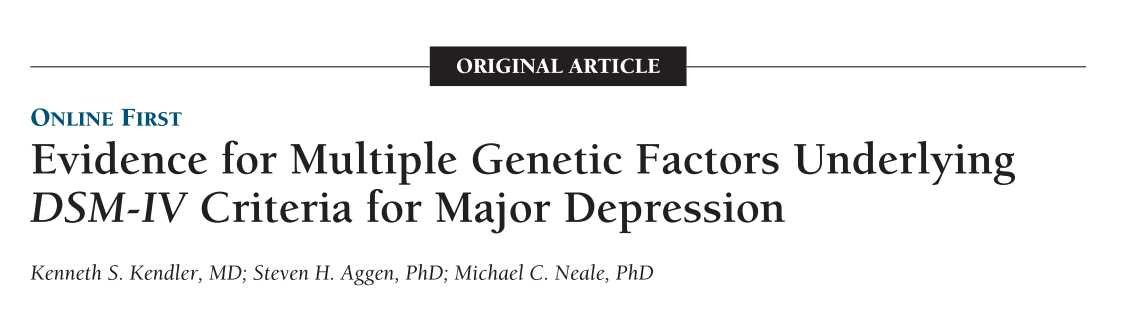 ORIGINAL ARTICLE
ONLINE FIRST
Evidence for Multiple Genetic Factors Underlying
DSM-IV Criteria for Major Depression
Kenneth S. Kendler, MD; Steven H. Aggen, PhD; Michael C. Neale, PhD